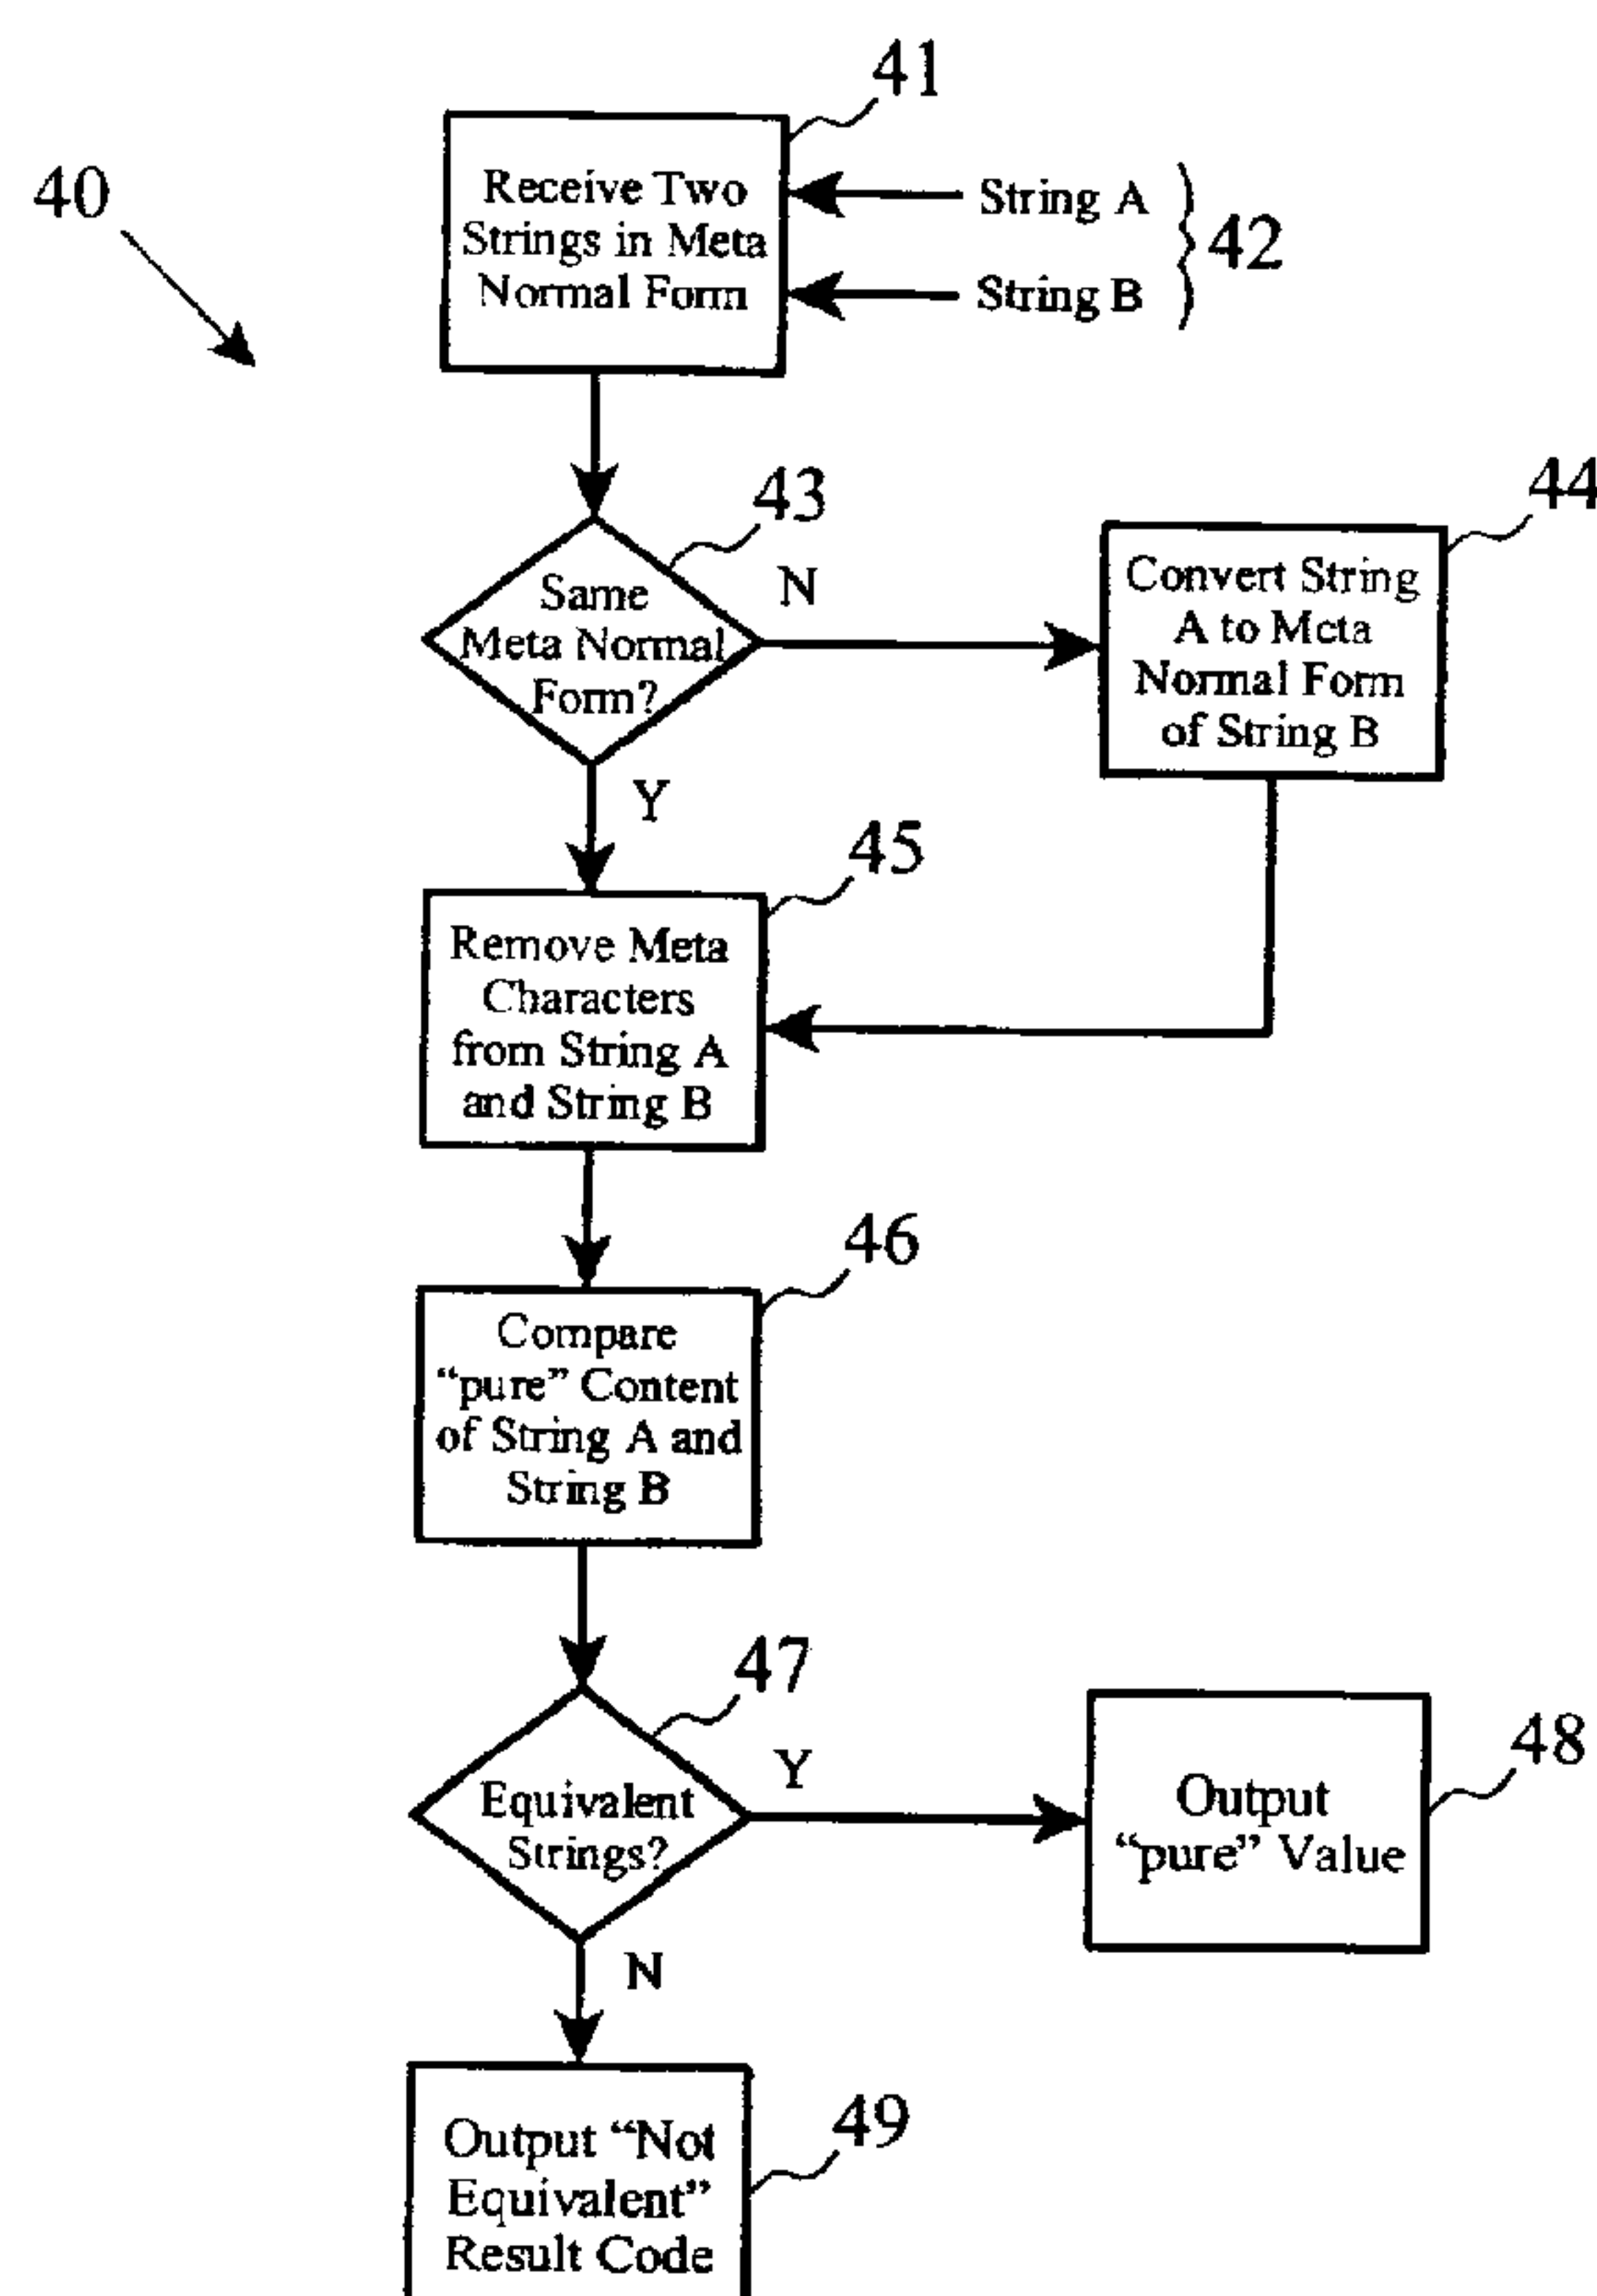 41
40
Receive Two
Strings in Meta
Normal Form
String A
String B
42
43
Same
Meta Normal
Form?
N
Y
44
Convert String
A to Meta
Normal Form
of String B
45
Remove Meta
Characters
from String A
and String B
46
Compare
“pure” Content
of String A and
String B
47
Equivalent
Strings?
Y
N
48
Output
“pure” Value
49
Output “Not
Equivalent”
Result Code